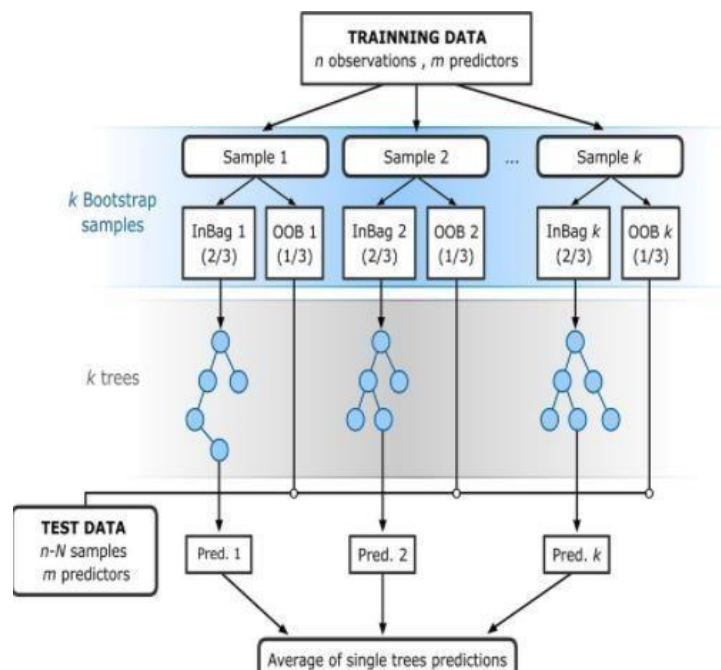 TRAINNING DATA
n observations , m predictors
Sample 1
Sample 2
...
Sample k
k Bootstrap
samples
InBag 1
(2/3)
OOB 1
(1/3)
InBag 2
(2/3)
OOB 2
(1/3)
InBag k
(2/3)
OOB k
(1/3)
k trees
TEST DATA
n-N samples
m predictors
Pred. 1
Pred. 2
Pred. k
Average of single trees predictions